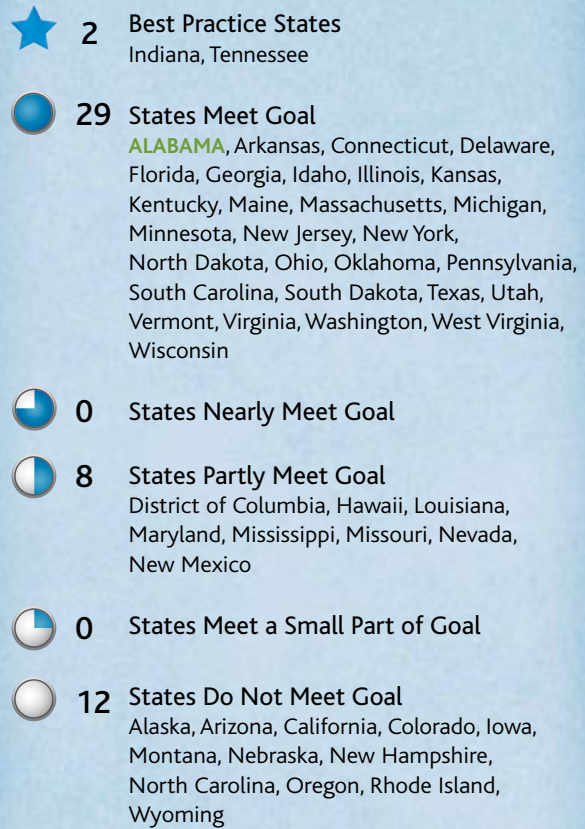 2 Best Practice States
Indiana, Tennessee
29 States Meet Goal
ALABAMA, Arkansas, Connecticut, Delaware,
Florida, Georgia, Idaho, Illinois, Kansas,
Kentucky, Maine, Massachusetts, Michigan,
Minnesota, New Jersey, New York,
North Dakota, Ohio, Oklahoma, Pennsylvania,
South Carolina, South Dakota, Texas, Utah,
Vermont, Virginia, Washington, West Virginia,
Wisconsin
0 States Nearly Meet Goal
8 States Partly Meet Goal
District of Columbia, Hawaii, Louisiana,
Maryland, Mississippi, Missouri, Nevada,
New Mexico
0 States Meet a Small Part of Goal
12 States Do Not Meet Goal
Alaska, Arizona, California, Colorado, Iowa,
Montana, Nebraska, New Hampshire,
North Carolina, Oregon, Rhode Island,
Wyoming